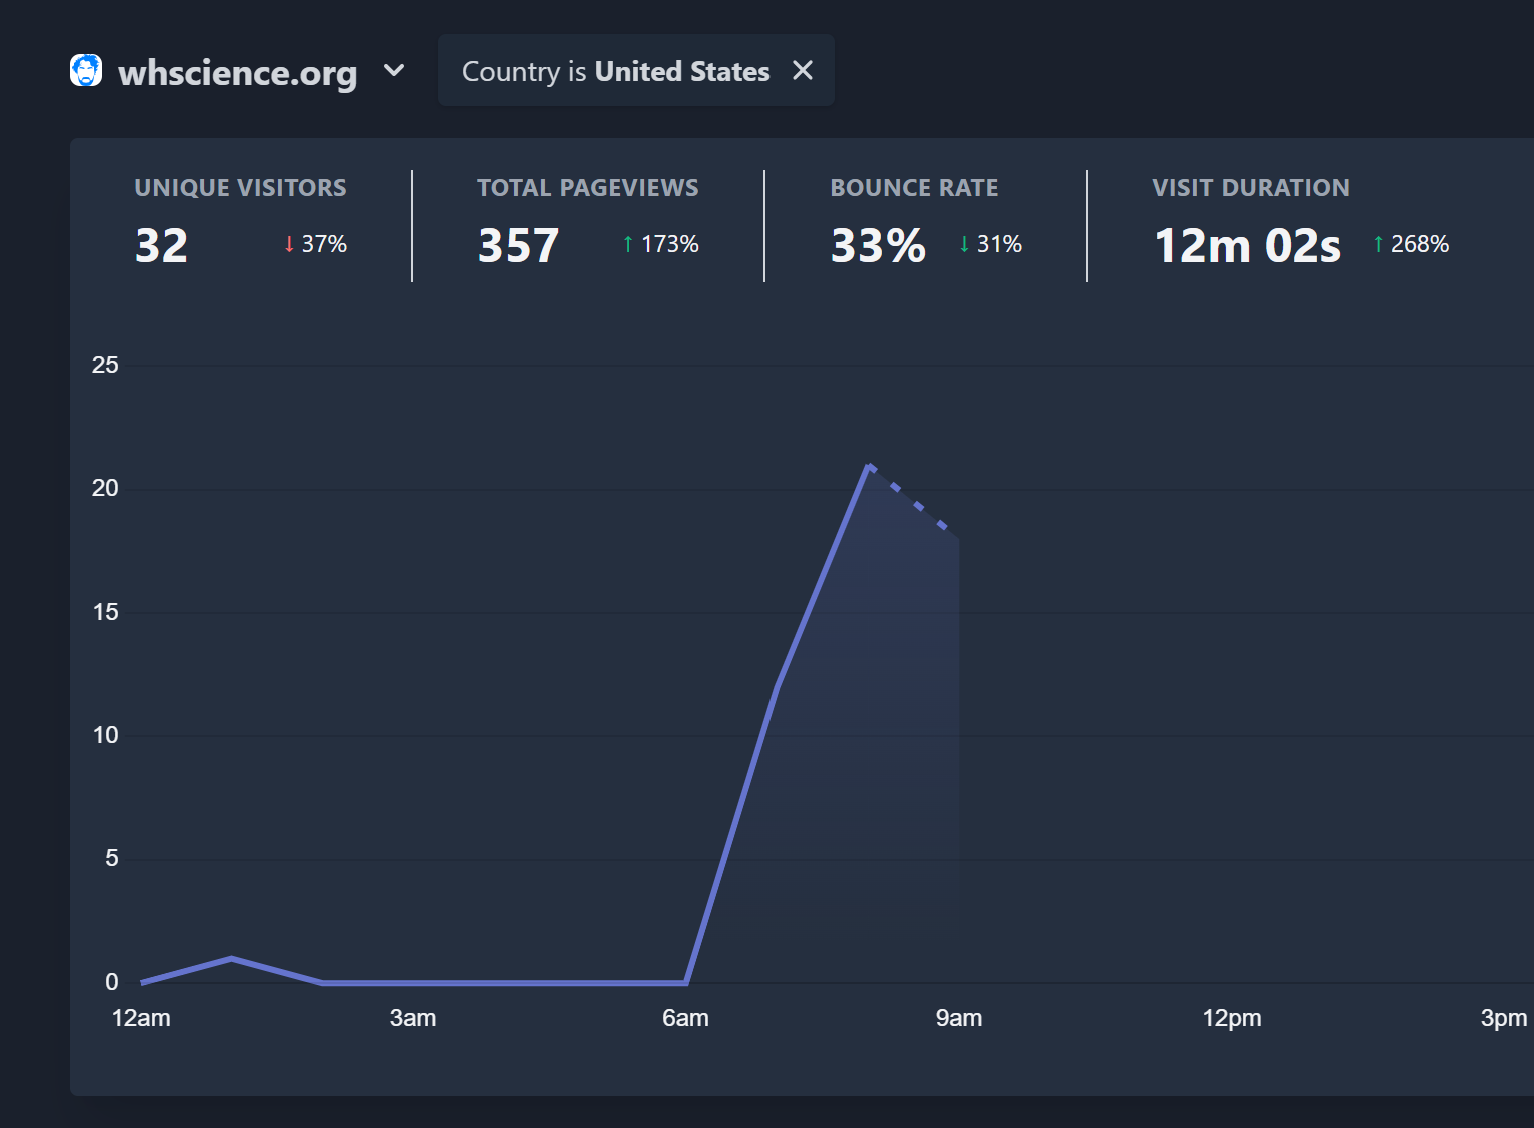 whscience.org
Country is United States
UNIQUE VISITORS
32 ↓ 37%
TOTAL PAGEVIEWS
357 ↑ 173%
BOUNCE RATE
33% ↓ 31%
VISIT DURATION
12m 02s ↑ 268%
25
20
15
10
5
0
12am 3am 6am 9am 12pm 3pm